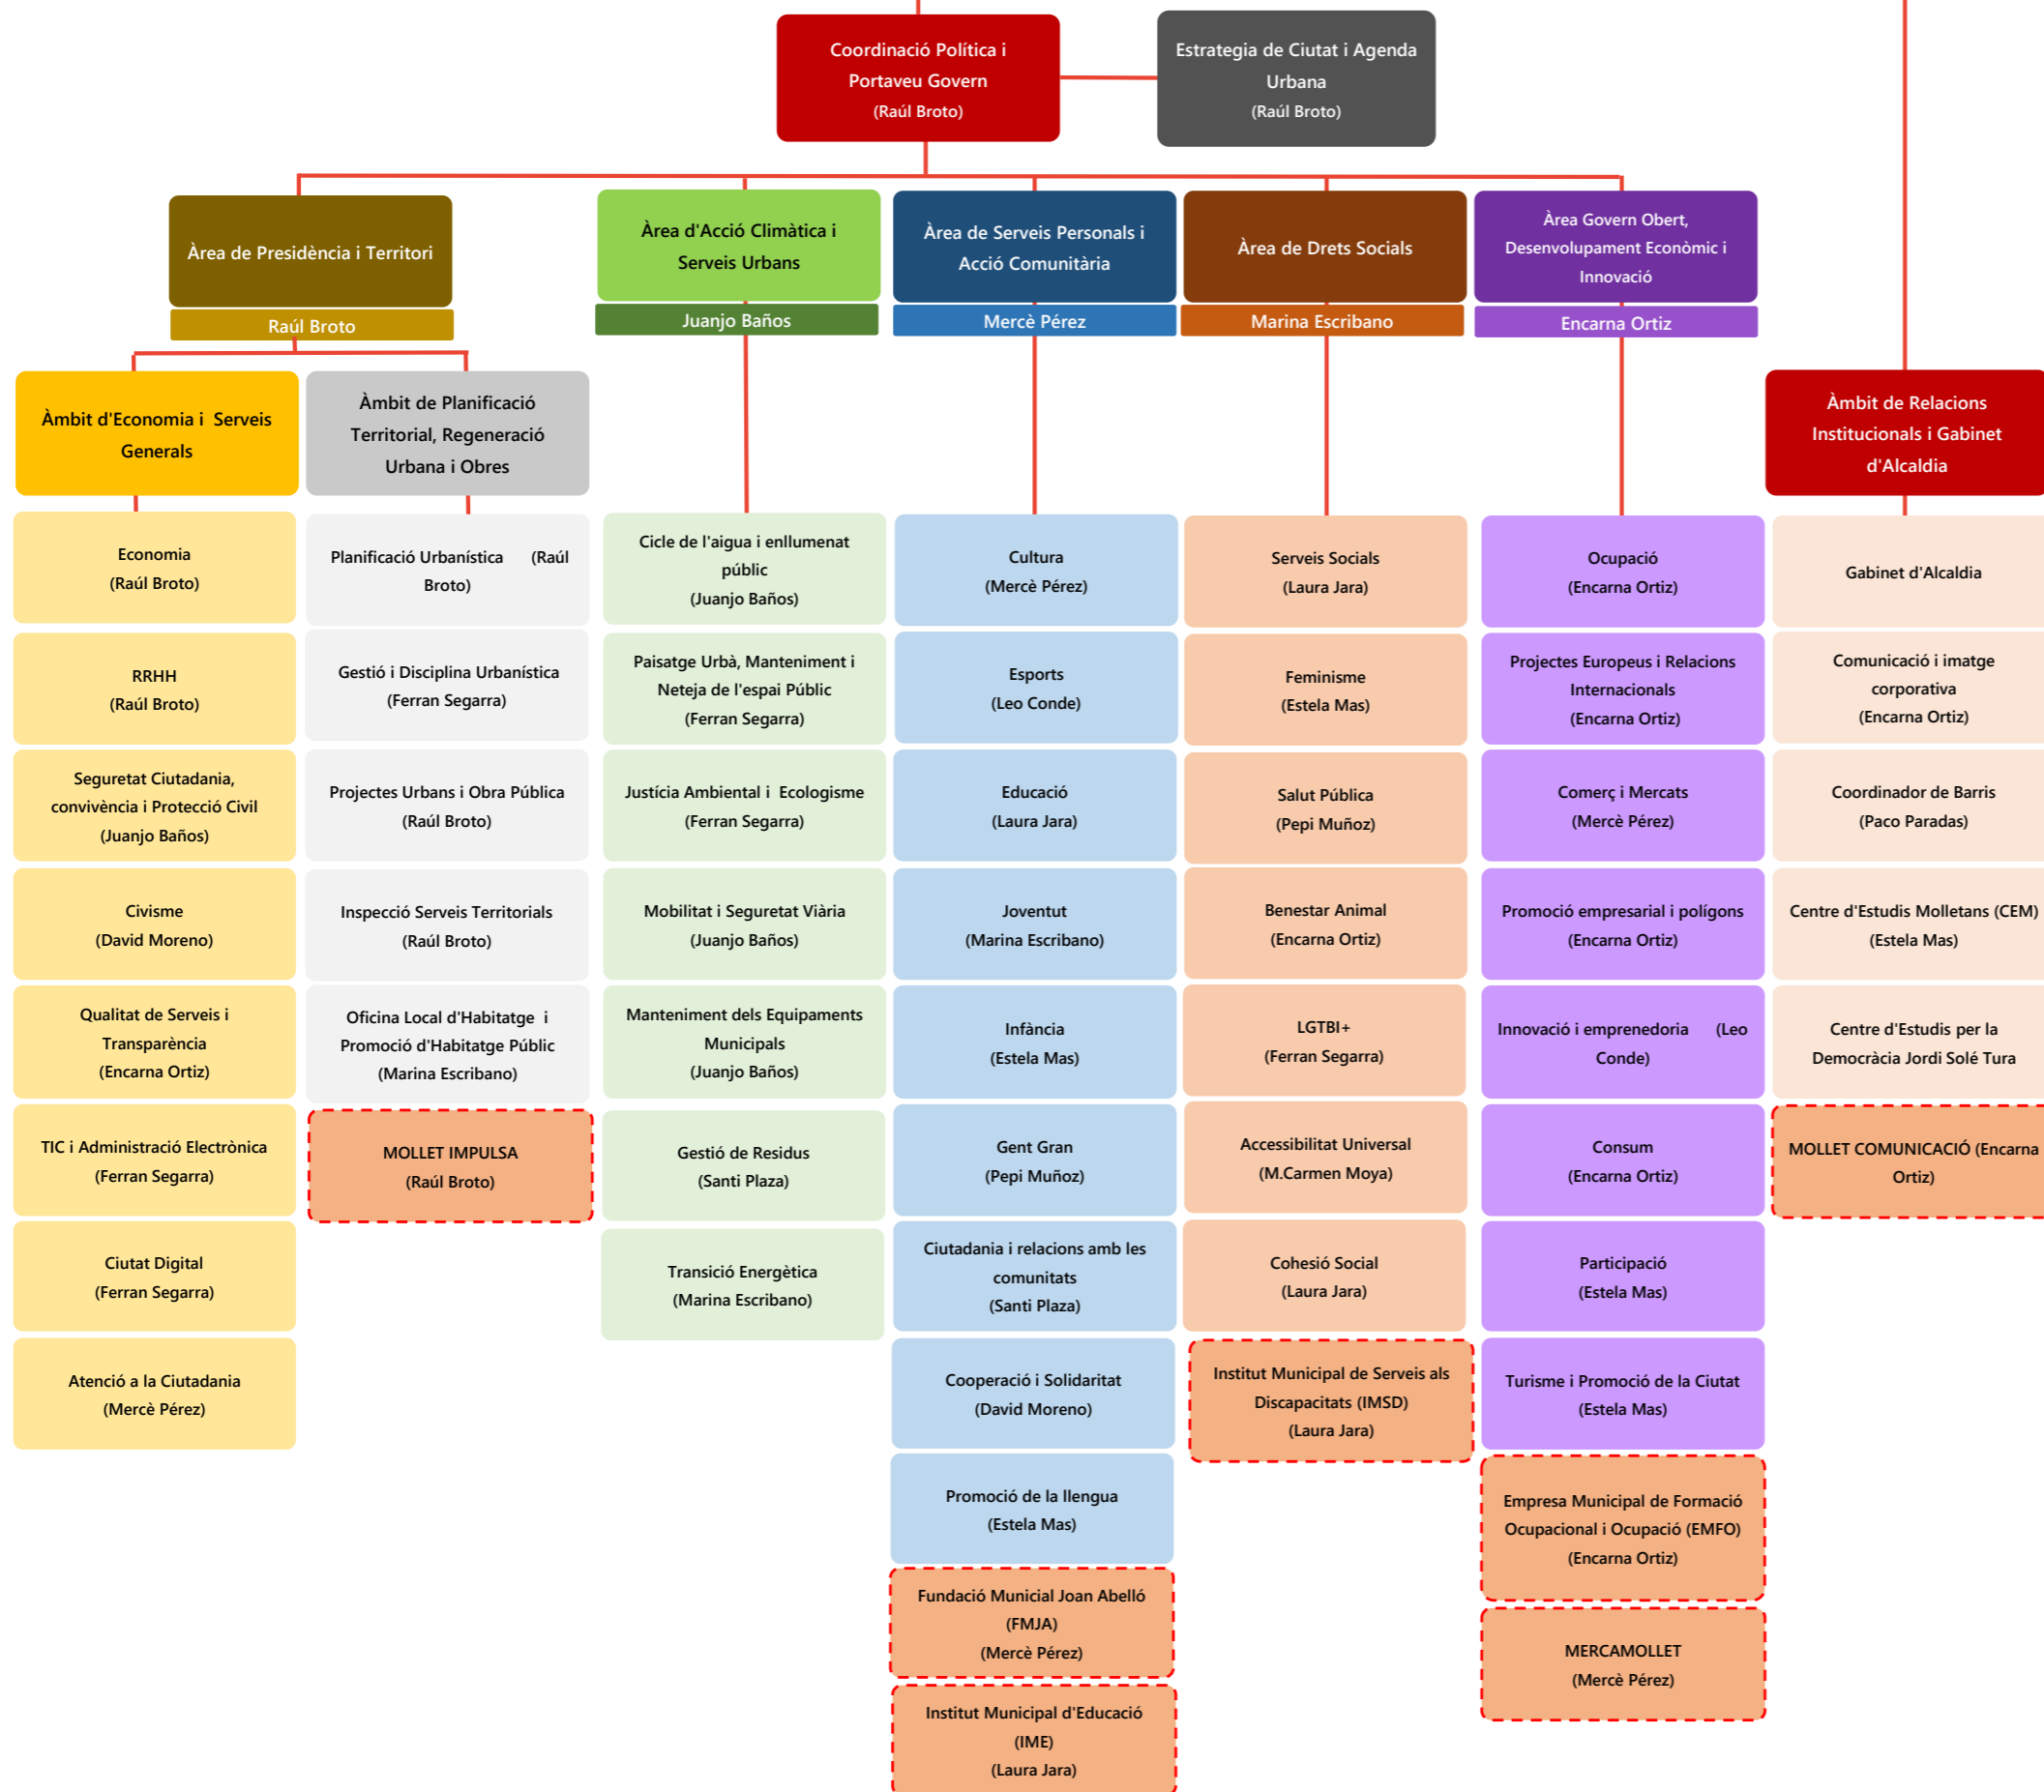 Coordinació Política i
Portaveu Govern
(Raúl Broto)
Estrategia de Ciutat i Agenda
Urbana
(Raúl Broto)
Àrea de Presidència i Territori
Raúl Broto
Àrea d'Acció Climàtica i
Serveis Urbans
Juanjo Baños
Àrea de Serveis Personals i
Acció Comunitària
Mercè Pérez
Àrea de Drets Socials
Marina Escribano
Àrea Govern Obert,
Desenvolupament Econòmic i
Innovació
Encarna Ortiz
Àmbit d'Economia i Serveis
Generals
Àmbit de Planificació
Territorial, Regeneració
Urbana i Obres
Àmbit de Relacions
Institucionals i Gabinet
d'Alcaldia
Economia
(Raúl Broto)
RRHH
(Raúl Broto)
Seguretat Ciutadania,
convivència i Protecció Civil
(Juanjo Baños)
Civisme
(David Moreno)
Qualitat de Serveis i
Transparència
(Encarna Ortiz)
TIC i Administració Electrònica
(Ferran Segarra)
Ciutat Digital
(Ferran Segarra)
Atenció a la Ciutadania
(Mercè Pérez)
Planificació Urbanística (Raúl
Broto)
Gestió i Disciplina Urbanística
(Ferran Segarra)
Projectes Urbans i Obra Pública
(Raúl Broto)
Inspecció Serveis Territorials
(Raúl Broto)
Oficina Local d'Habitatge i
Promoció d'Habitatge Públic
(Marina Escribano)
MOLLET IMPULSA
(Raúl Broto)
Cicle de l'aigua i enllumenat
públic
(Juanjo Baños)
Paisatge Urbà, Manteniment i
Neteja de l'espai Públic
(Ferran Segarra)
Justícia Ambiental i Ecologisme
(Ferran Segarra)
Mobilitat i Seguretat Viària
(Juanjo Baños)
Manteniment dels Equipaments
Municipals
(Juanjo Baños)
Gestió de Residus
(Santi Plaza)
Transició Energètica
(Marina Escribano)
Cultura
(Mercè Pérez)
Esports
(Leo Conde)
Educació
(Laura Jara)
Joventut
(Marina Escribano)
Infància
(Estela Mas)
Gent Gran
(Pepi Muñoz)
Ciutadania i relacions amb les
comunitats
(Santi Plaza)
Cooperació i Solidaritat
(David Moreno)
Promoció de la llengua
(Estela Mas)
Fundació Municial Joan Abelló
(FMJA)
(Mercè Pérez)
Institut Municipal d'Educació
(IME)
(Laura Jara)
Serveis Socials
(Laura Jara)
Feminisme
(Estela Mas)
Salut Pública
(Pepi Muñoz)
Benestar Animal
(Encarna Ortiz)
LGTBI+
(Ferran Segarra)
Accessibilitat Universal
(M.Carmen Moya)
Cohesió Social
(Laura Jara)
Institut Municipal de Serveis als
Discapacitats (IMSD)
(Laura Jara)
Ocupació
(Encarna Ortiz)
Projectes Europeus i Relacions
Internacionals
(Encarna Ortiz)
Comerç i Mercats
(Mercè Pérez)
Promoció empresarial i polígons
(Encarna Ortiz)
Innovació i emprenedoria (Leo
Conde)
Consum
(Encarna Ortiz)
Participació
(Estela Mas)
Turisme i Promoció de la Ciutat
(Estela Mas)
Empresa Municipal de Formació
Ocupacional i Ocupació (EMFO)
(Encarna Ortiz)
MERCAMOLLET
(Mercè Pérez)
Gabinet d'Alcaldia
Comunicació i imatge
corporativa
(Encarna Ortiz)
Coordinador de Barris
(Paco Paradas)
Centre d'Estudis Molletans (CEM)
(Estela Mas)
Centre d'Estudis per la
Democràcia Jordi Solé Tura
MOLLET COMUNICACIÓ (Encarna
Ortiz)